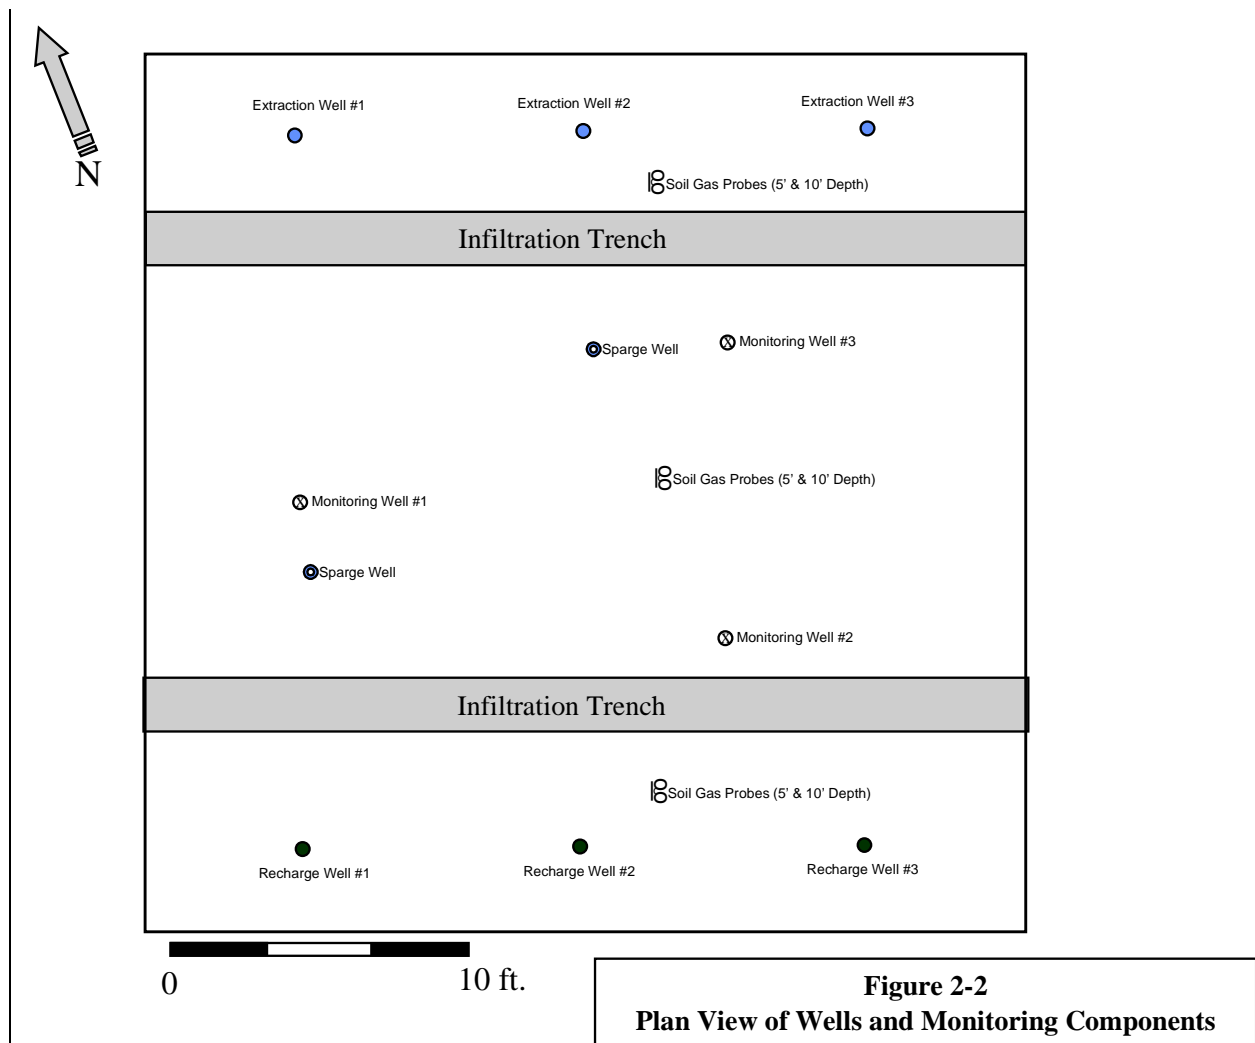 Extraction Well #1
Extraction Well #2
Extraction Well #3
N
Soil Gas Probes (5’ & 10’ Depth)
Infiltration Trench
Sparge Well
Monitoring Well #3
Soil Gas Probes (5’ & 10’ Depth)
Monitoring Well #1
Sparge Well
Monitoring Well #2
Infiltration Trench
Soil Gas Probes (5’ & 10’ Depth)
Recharge Well #1
Recharge Well #2
Recharge Well #3
0
10 ft.
Figure 2-2
Plan View of Wells and Monitoring Components